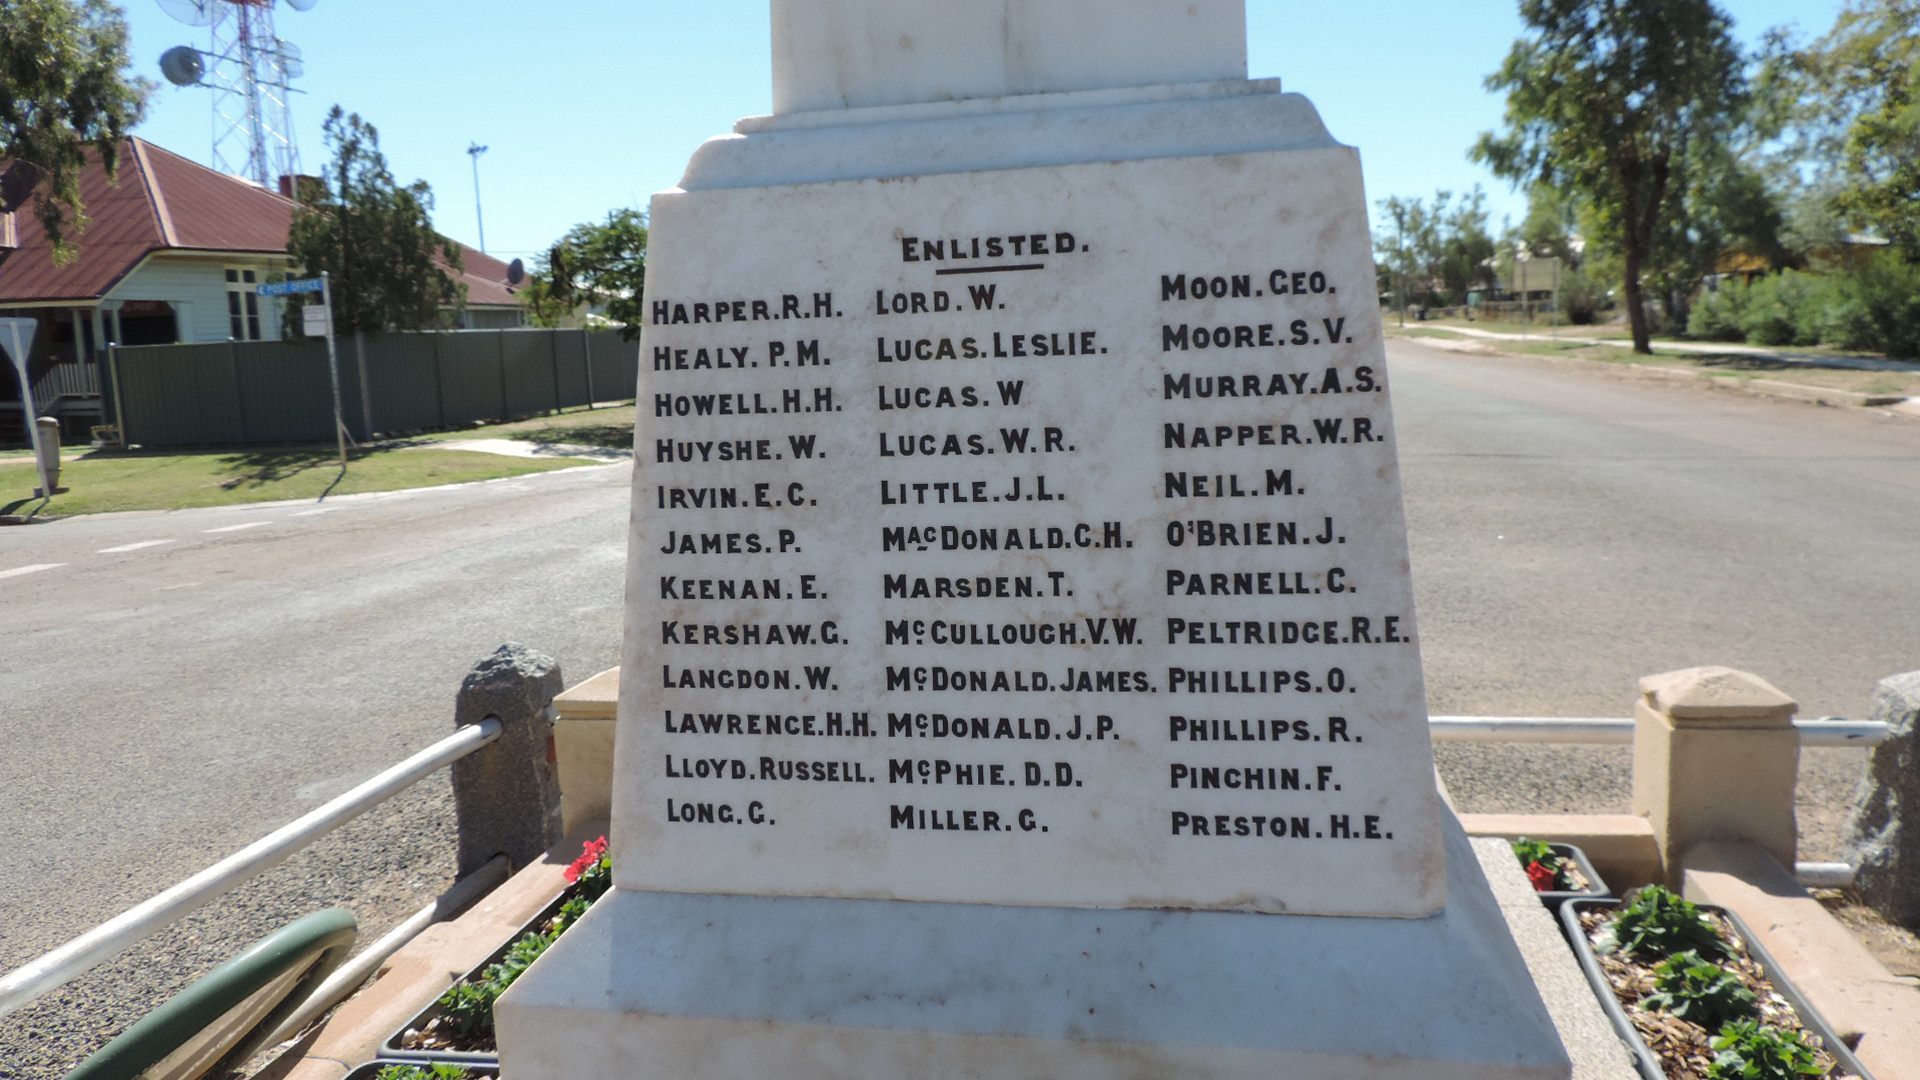 POST OFFICE
ENLISTED.
HARPER.R.H.
HEALY. P.M.
HOWELL.H.H.
HUYSHE.W.
IRVIN.E.C.
JAMES.P.
KEENAN.E.
KERSHAW.G.
LANGDON.W.
LAWRENCE.H.H.
LLOYD.RUSSELL.
LONG.G.
LORD.W.
LUCAS.LESLIE.
LUCAS.W
LUCAS.W.R.
LITTLE.J.L.
MACDONALD.C.H.
MARSDEN.T.
MCCULLOUGH.V.W.
MCDONALD.JAMES.
MCDONALD.J.P.
MCPHIE.D.D.
MILLER.G.
MOON.GEO.
MOORE.S.V.
MURRAY.A.S.
NAPPER.W.R.
NEIL.M.
O'BRIEN.J.
PARNELL.C.
PELTRIDGE.R.E.
PHILLIPS.O.
PHILLIPS.R.
PINCHIN.F.
PRESTON.H.E.